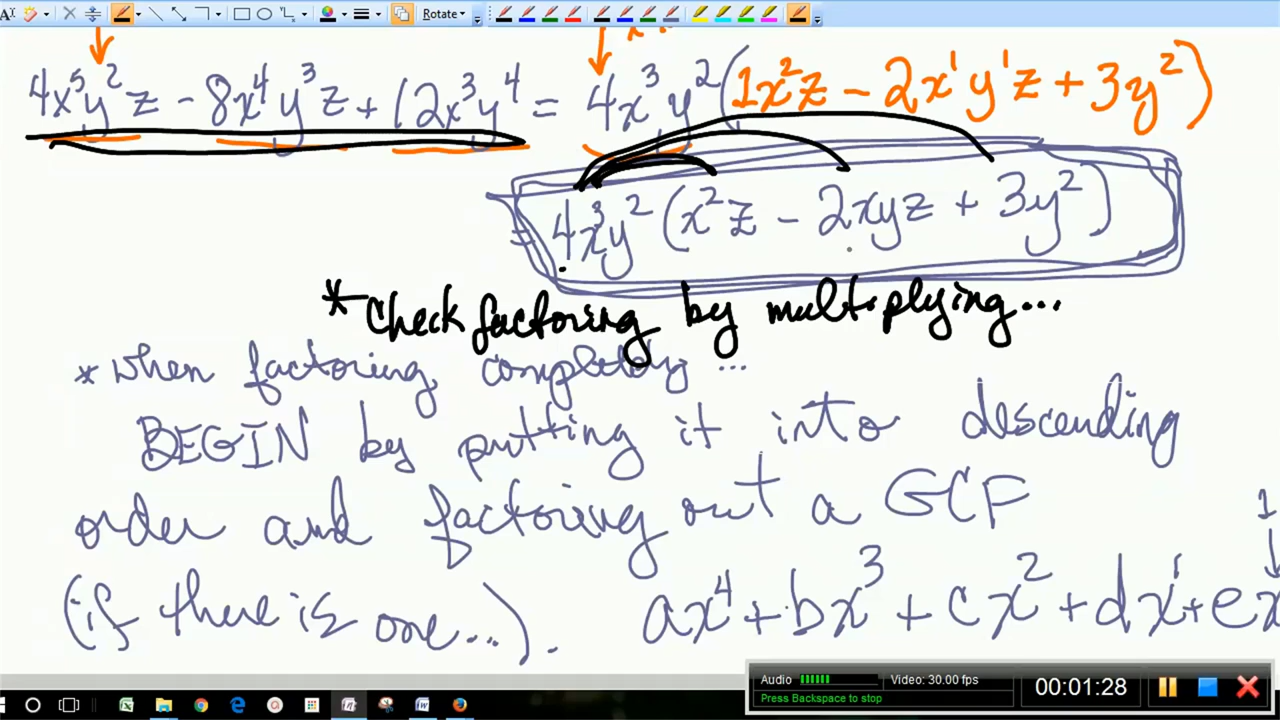 Rotate
4x⁵y²z - 8x⁴y³z + 12x³y⁴ = 4x³y²(1x²z - 2x¹y¹z + 3y²)
= 4x³y²(x²z - 2xyz + 3y²)
*Check factoring by multiplying...
*when factoring completely...
BEGIN by putting it into descending
order and factoring out a GCF
1
(if there is one...). ax⁴ + bx³ + cx² + dx¹ + ex
Audio Video: 30.00 fps 00:01:28
Press Backspace to stop